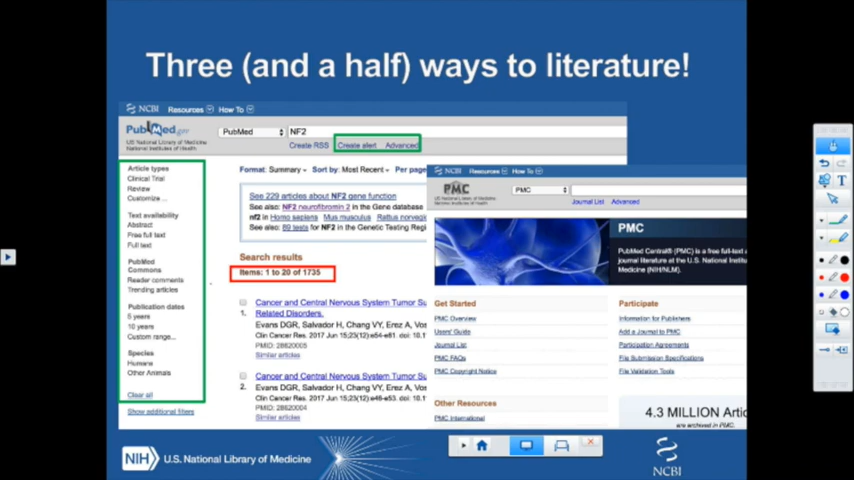 Three (and a half) ways to literature!
NCBI Resources How To
PubMed.gov
US National Library of Medicine
National Institutes of Health
PubMed
NF2
Create RSS Create alert Advanced
Article types
Clinical Trial
Review
Customize ...
Text availability
Abstract
Free full text
Full text
PubMed
Commons
Reader comments
Trending articles
Publication dates
5 years
10 years
Custom range...
Species
Humans
Other Animals
Clear all
Show additional filters
Format: Summary Sort by: Most Recent Per page
See 229 articles about NF2 gene function
See also: NF2 neurofibromin 2 in the Gene database
nf2 in Homo sapiens Mus musculus Rattus norvegi
See also: 89 tests for NF2 in the Genetic Testing Regi
Search results
Items: 1 to 20 of 1735
Cancer and Central Nervous System Tumor Su
1. Related Disorders.
Evans DGR, Salvador H, Chang VY, Erez A, Vos
Clin Cancer Res. 2017 Jun 15;23(12):e54-e61. doi: 10.1
PMID: 28620005
Similar articles
Cancer and Central Nervous System Tumor Su
2. Evans DGR, Salvador H, Chang VY, Erez A, Vos
Clin Cancer Res. 2017 Jun 15;23(12):e46-e53. doi: 10.1
PMID: 28620004
Similar articles
NCBI Resources How To
PMC
US National Library of Medicine
National Institutes of Health
PMC
Journal List Advanced
PMC
PubMed Central® (PMC) is a free full-text a
journal literature at the U.S. National Instit
Medicine (NIH/NLM).
Get Started
PMC Overview
Users' Guide
Journal List
PMC FAQs
PMC Copyright Notice
Participate
Information for Publishers
Add a Journal to PMC
Participation Agreements
File Submission Specifications
File Validation Tools
Other Resources
PMC International
4.3 MILLION Artic
are archived in PMC.
NIH U.S. National Library of Medicine
NCBI
T